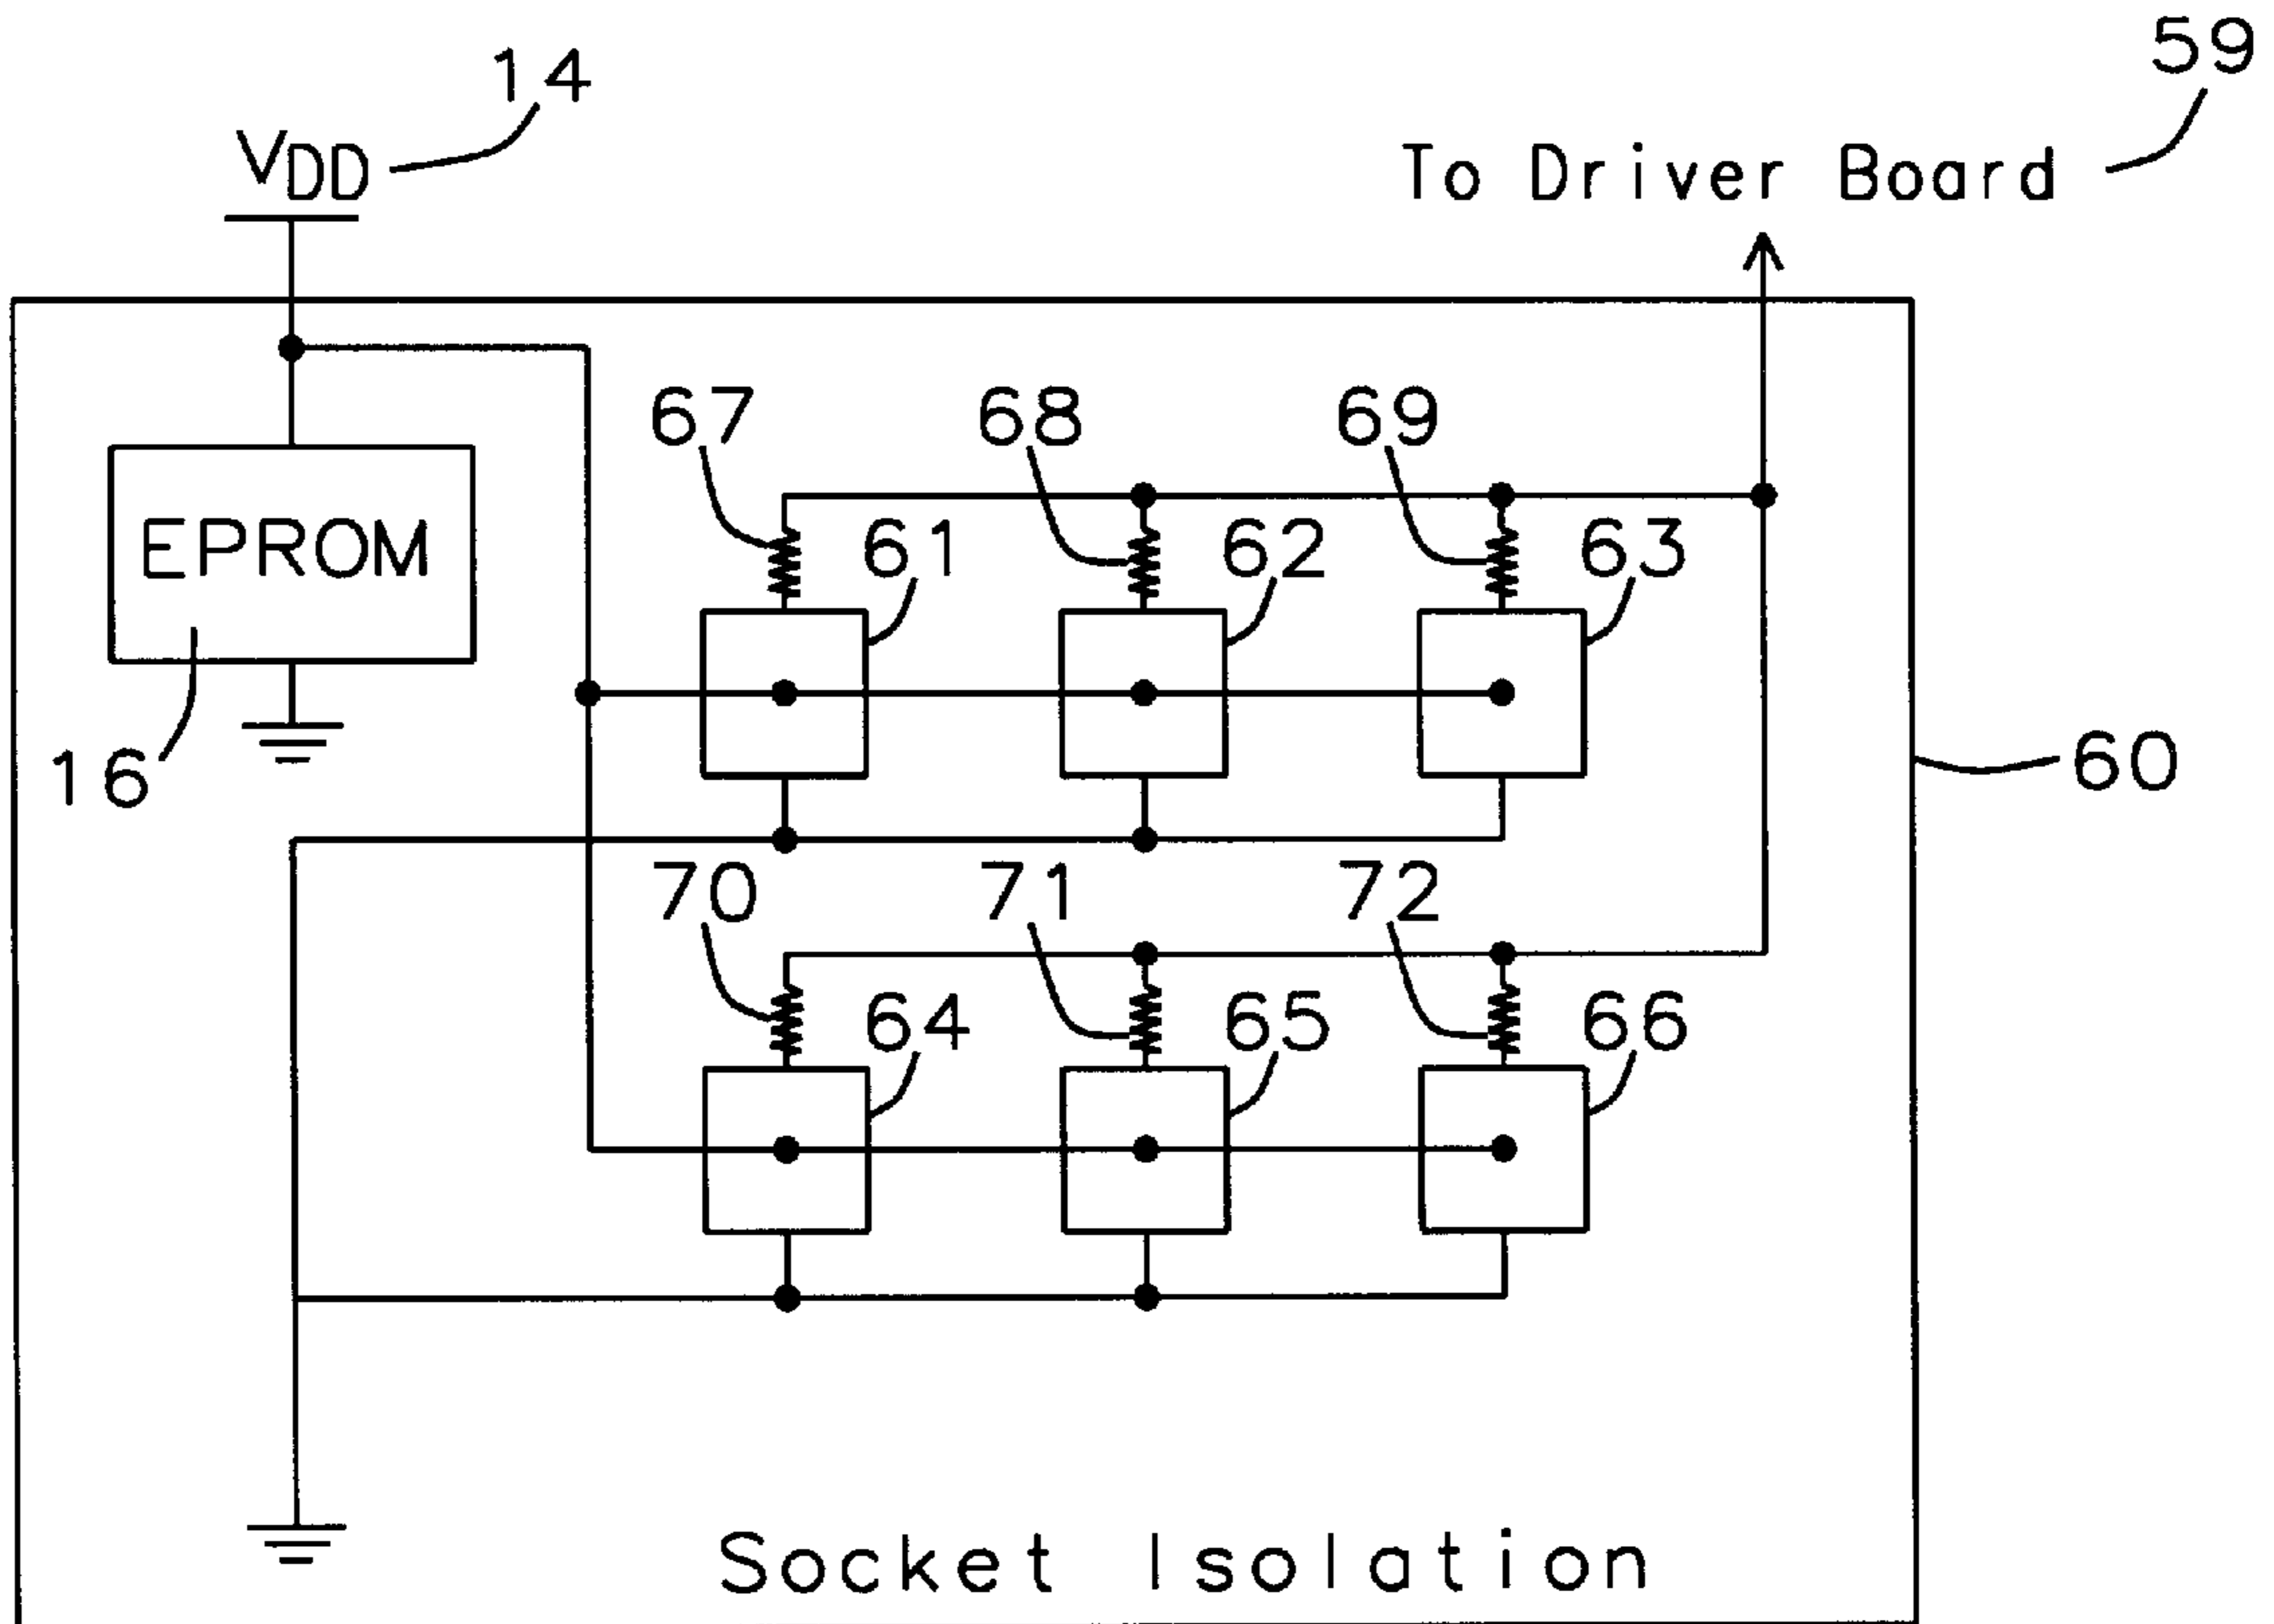 59
14
VDD
To Driver Board
67 68 69
EPROM
61 62 63
16
60
70 71 72
64 65 66
Socket Isolation